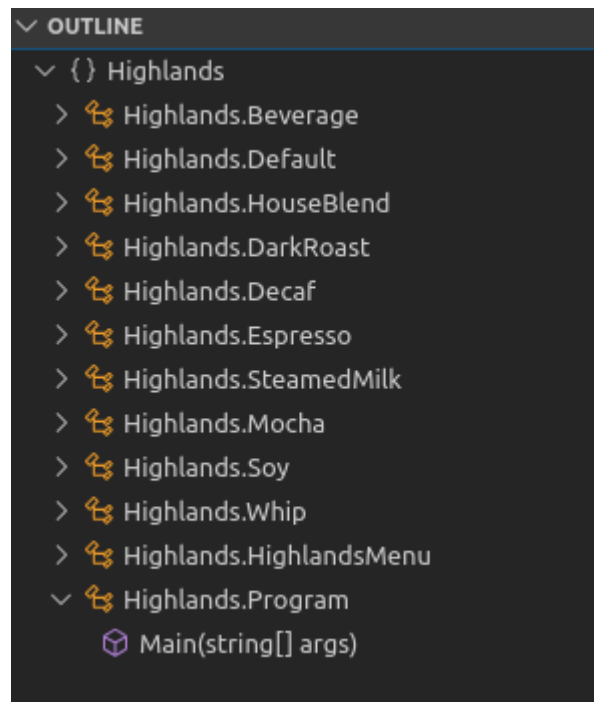 OUTLINE
{} Highlands
Highlands.Beverage
Highlands.Default
Highlands.HouseBlend
Highlands.DarkRoast
Highlands.Decaf
Highlands.Espresso
Highlands.SteamedMilk
Highlands.Mocha
Highlands.Soy
Highlands.Whip
Highlands.HighlandsMenu
Highlands.Program
Main(string[] args)